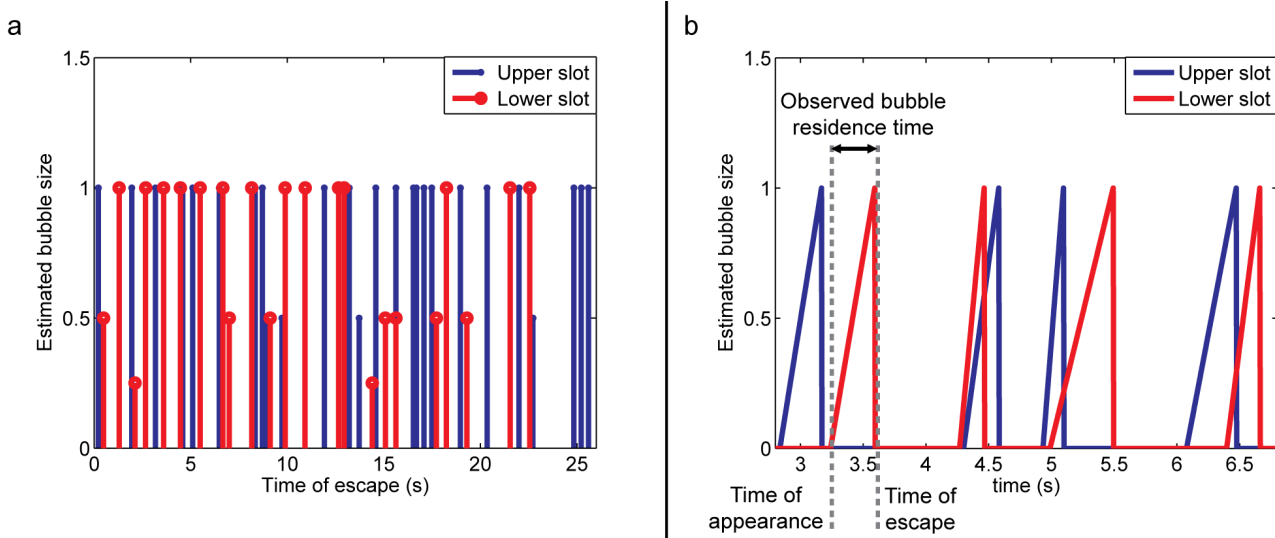 a
1.5
Upper slot
Lower slot
1
0.5
0
Estimated bubble size
0 5 10 15 20 25
Time of escape (s)
b
1.5
Upper slot
Lower slot
Observed bubble
residence time
1
0.5
0
Estimated bubble size
3 3.5 4 4.5 5 5.5 6 6.5
time (s)
Time of
appearance
Time of
escape